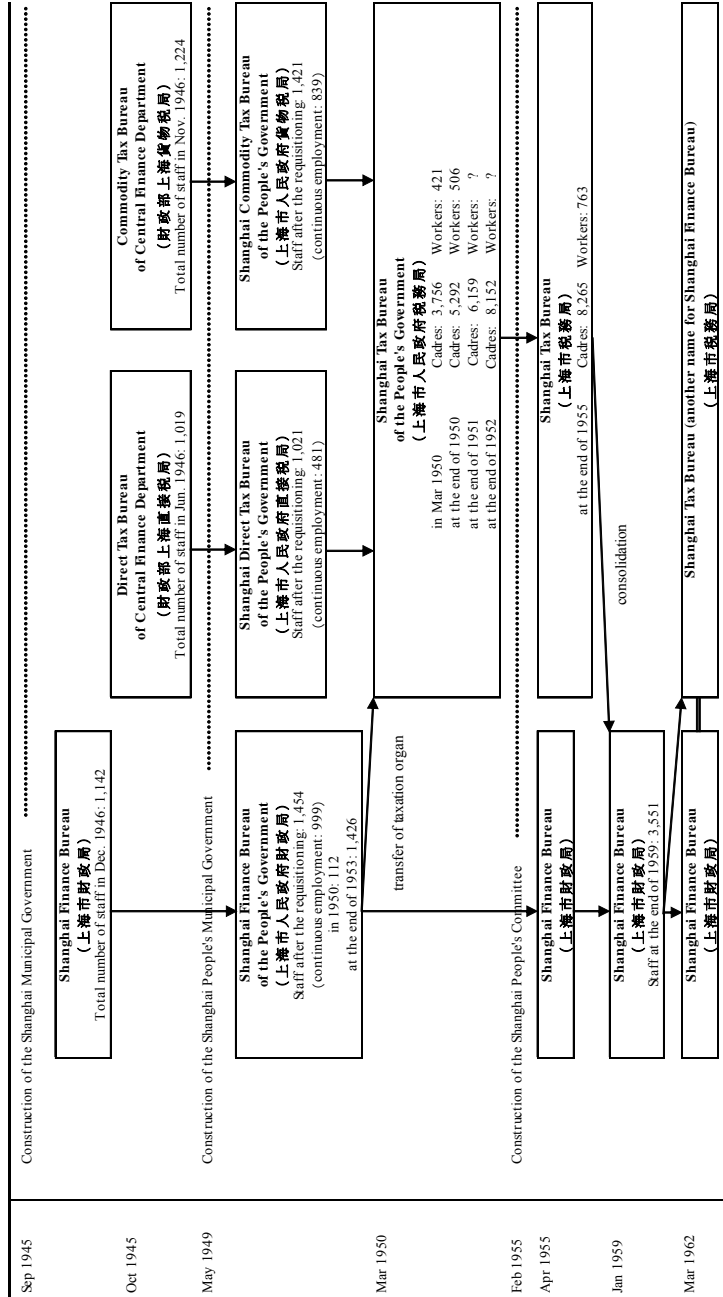 Sep 1945
Construction of the Shanghai Municipal Government
Shanghai Finance Bureau
(上海市財政局)
Total number of staff in Dec. 1946: 1,142
Oct 1945
Direct Tax Bureau
of Central Finance Department
(財政部上海直接税局)
Total number of staff in Jun. 1946: 1,019
Commodity Tax Bureau
of Central Finance Department
(財政部上海貨物税局)
Total number of staff in Nov. 1946: 1,224
May 1949
Construction of the Shanghai People's Municipal Government
Shanghai Finance Bureau
of the People's Government
(上海市人民政府財政局)
Staff after the requisitioning: 1,454
(continuous employment: 999)
in 1950: 112
at the end of 1953: 1,426
Shanghai Direct Tax Bureau
of the People's Government
(上海市人民政府直接税局)
Staff after the requisitioning: 1,021
(continuous employment: 481)
Shanghai Commodity Tax Bureau
of the People's Government
(上海市人民政府貨物税局)
Staff after the requisitioning: 1,421
(continuous employment: 839)
Mar 1950
transfer of taxation organ
Shanghai Tax Bureau
of the People's Government
(上海市人民政府税務局)
in Mar 1950 Cadres: 3,756 Workers: 421
at the end of 1950 Cadres: 5,292 Workers: 506
at the end of 1951 Cadres: 6,159 Workers: ?
at the end of 1952 Cadres: 8,152 Workers: ?
Feb 1955
Construction of the Shanghai People's Committee
Apr 1955
Shanghai Finance Bureau
(上海市財政局)
Shanghai Tax Bureau
(上海市税務局)
at the end of 1955 Cadres: 8,265 Workers: 763
consolidation
Jan 1959
Shanghai Finance Bureau
(上海市財政局)
Staff at the end of 1959: 3,551
Mar 1962
Shanghai Finance Bureau
(上海市財政局)
Shanghai Tax Bureau (another name for Shanghai Finance Bureau)
(上海市税務局)